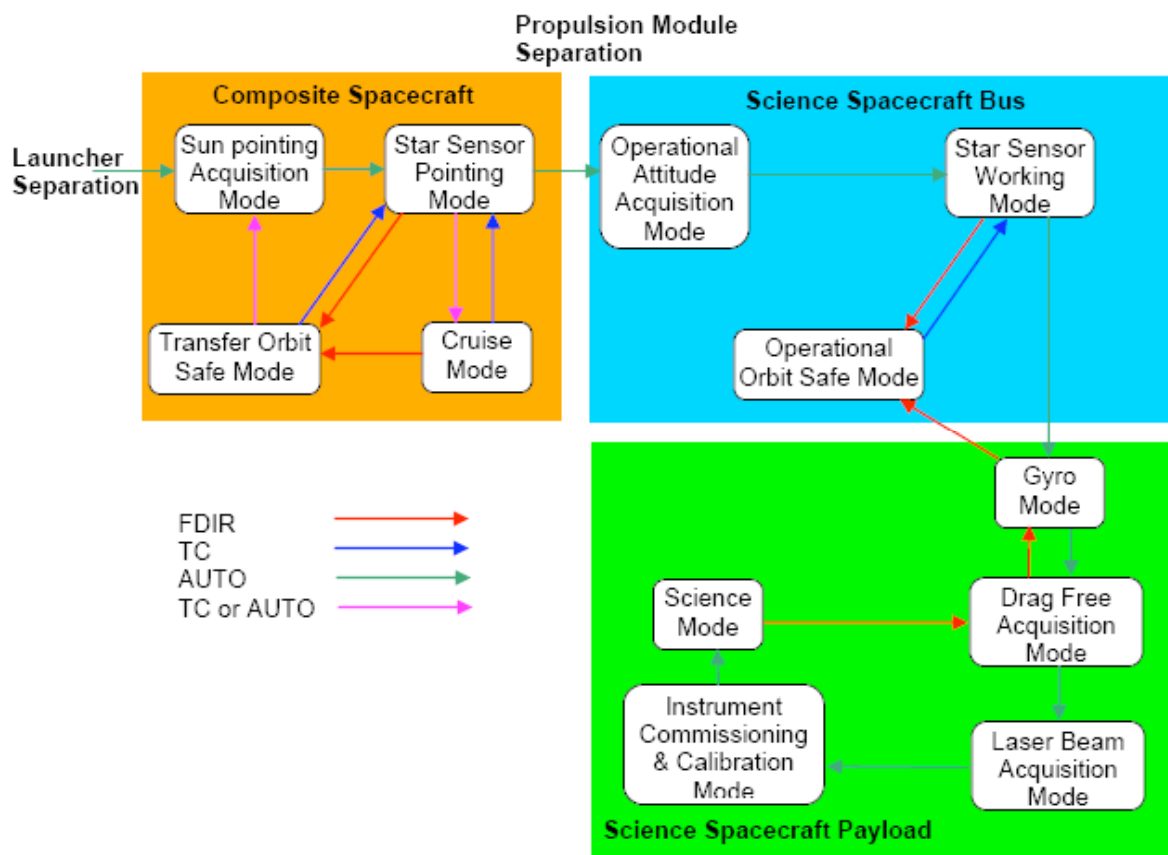 Propulsion Module
Separation
Composite Spacecraft
Science Spacecraft Bus
Launcher
Separation
Sun pointing
Acquisition
Mode
Star Sensor
Pointing
Mode
Operational
Attitude
Acquisition
Mode
Star Sensor
Working
Mode
Transfer Orbit
Safe Mode
Cruise
Mode
Operational
Orbit Safe Mode
Gyro
Mode
FDIR
TC
AUTO
TC or AUTO
Science
Mode
Drag Free
Acquisition
Mode
Instrument
Commissioning
& Calibration
Mode
Laser Beam
Acquisition
Mode
Science Spacecraft Payload